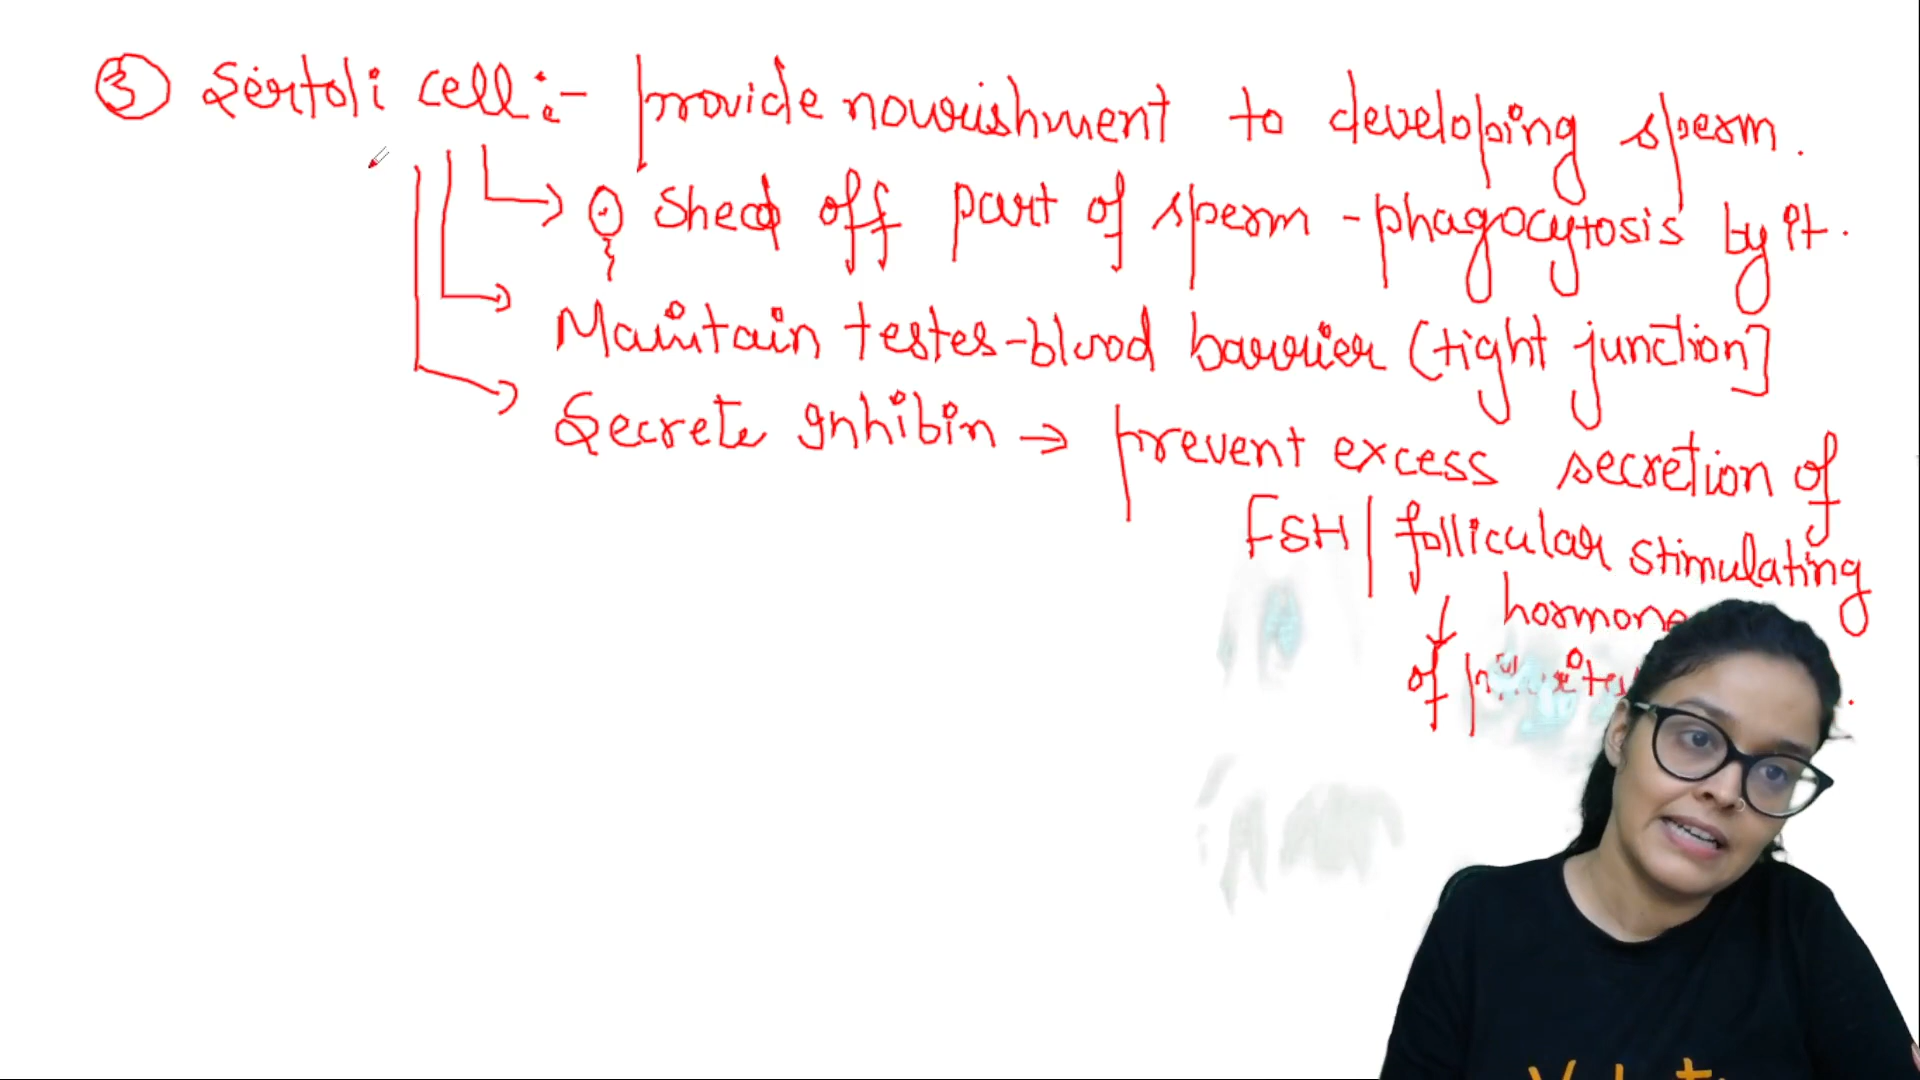 3 Sertoli cell :- provide nourishment to developing sperm.
shed off part of sperm - phagocytosis by it.
Maintain testes-blood barrier (tight junction]
Secrete Inhibin → prevent excess secretion of
FSH | follicular stimulating
↓ hormone
of